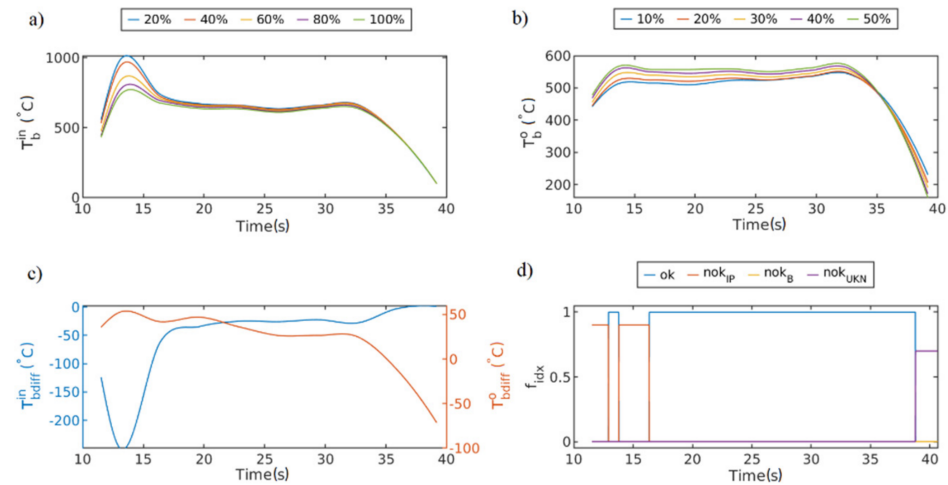 a)
20% 40% 60% 80% 100%
1000
500
0
T_b^in (°C)
10 15 20 25 30 35 40
Time(s)
b)
10% 20% 30% 40% 50%
600
500
400
300
200
T_b^o (°C)
10 15 20 25 30 35 40
Time(s)
c)
0
-50
-100
-150
-200
T_bdiff^in (°C)
50
0
-50
-100
T_bdiff^o (°C)
10 15 20 25 30 35 40
Time(s)
d)
ok nok_IP nok_B nok_UKN
1
0.5
0
f_idx
10 15 20 25 30 35 40
Time(s)